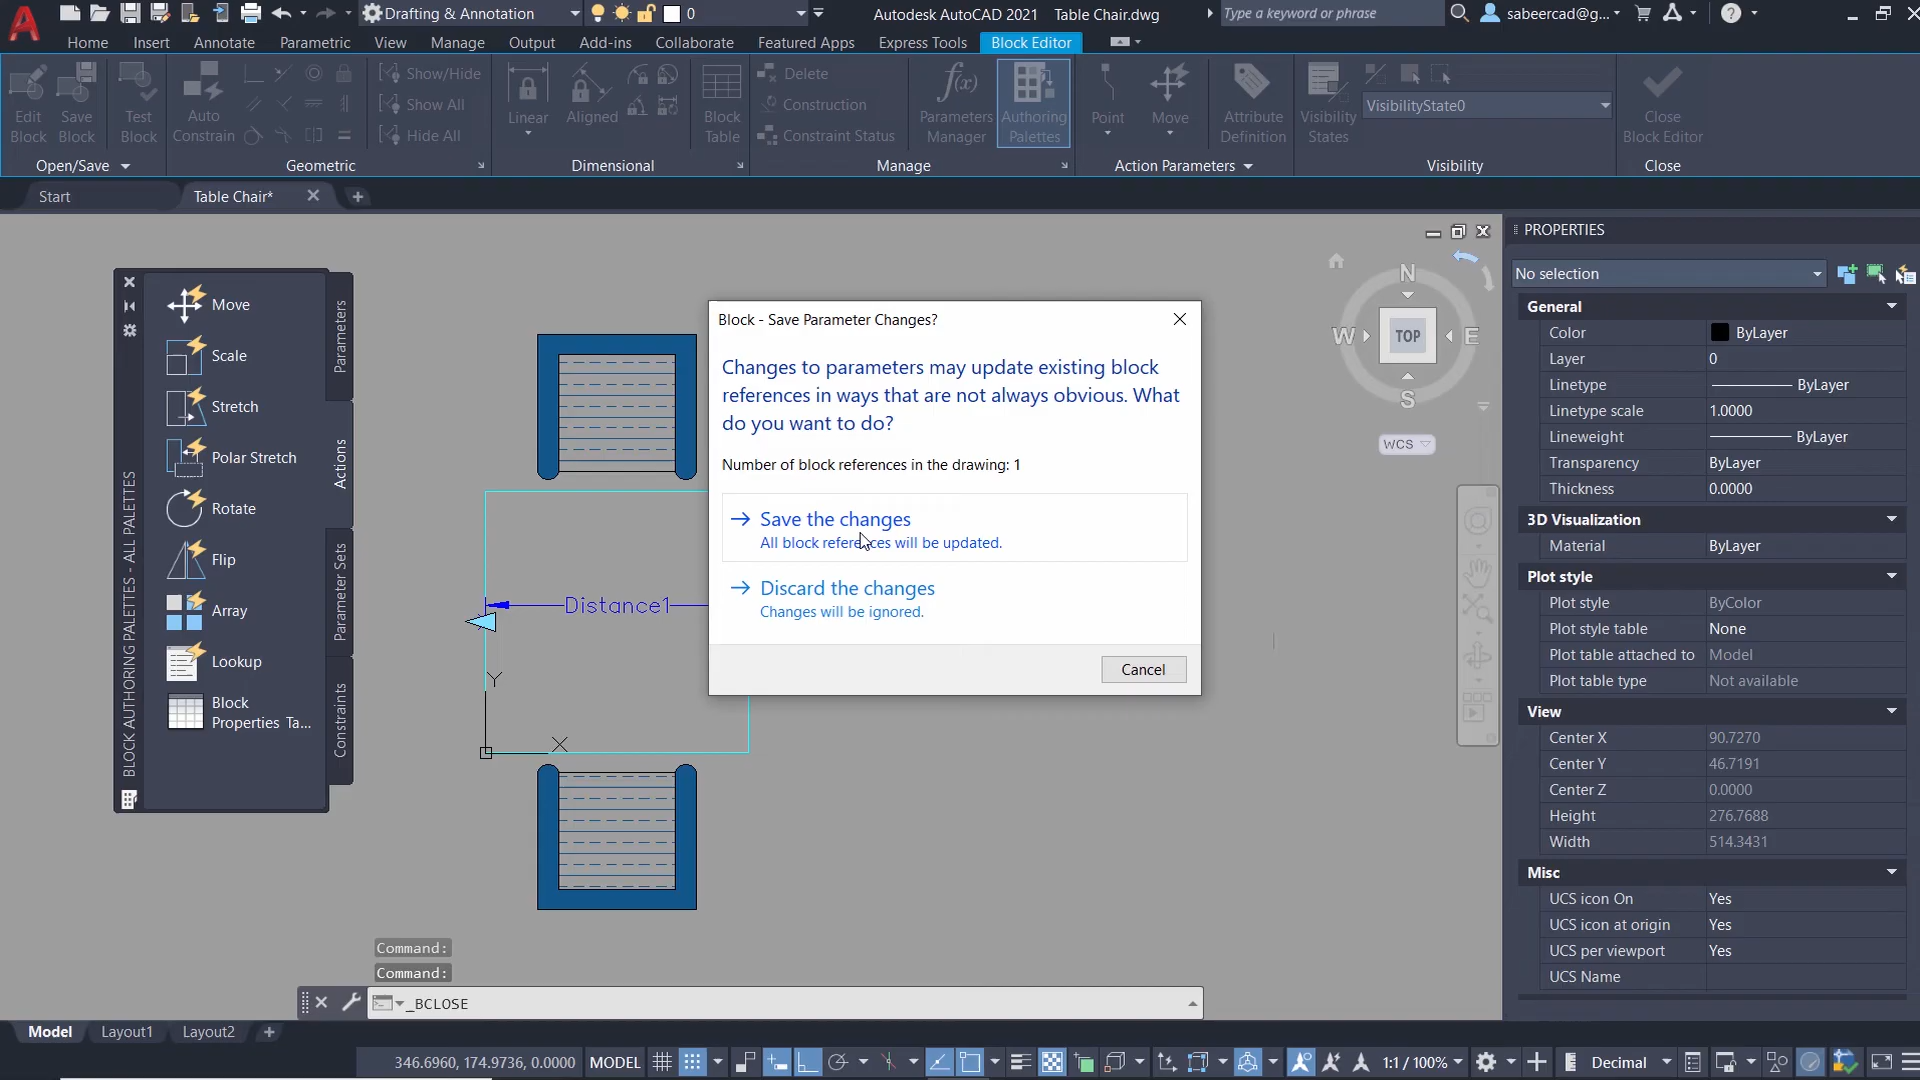 Drafting & Annotation
0
Autodesk AutoCAD 2021 Table Chair.dwg
Type a keyword or phrase
sabeercad@g...
Home Insert Annotate Parametric View Manage Output Add-ins Collaborate Featured Apps Express Tools Block Editor
Edit Block
Save Block
Test Block
Open/Save
Auto Constrain
Show/Hide
Show All
Hide All
Geometric
Linear
Aligned
Dimensional
Block Table
Delete
Construction
Constraint Status
Parameters Manager
Authoring Palettes
Manage
Point
Move
Attribute Definition
Action Parameters
Visibility States
VisibilityState0
Visibility
Close Block Editor
Close
Start
Table Chair*
BLOCK AUTHORING PALETTES - ALL PALETTES
Move
Scale
Stretch
Polar Stretch
Rotate
Flip
Array
Lookup
Block
Properties Ta...
Parameters
Actions
Parameter Sets
Constraints
Distance1
Y
X
Block - Save Parameter Changes?
Changes to parameters may update existing block
references in ways that are not always obvious. What
do you want to do?
Number of block references in the drawing: 1
Save the changes
All block references will be updated.
Discard the changes
Changes will be ignored.
Cancel
N
W TOP E
S
WCS
PROPERTIES
No selection
General
Color ByLayer
Layer 0
Linetype ByLayer
Linetype scale 1.0000
Lineweight ByLayer
Transparency ByLayer
Thickness 0.0000
3D Visualization
Material ByLayer
Plot style
Plot style ByColor
Plot style table None
Plot table attached to Model
Plot table type Not available
View
Center X 90.7270
Center Y 46.7191
Center Z 0.0000
Height 276.7688
Width 514.3431
Misc
UCS icon On Yes
UCS icon at origin Yes
UCS per viewport Yes
UCS Name
Command:
Command:
_BCLOSE
Model Layout1 Layout2
346.6960, 174.9736, 0.0000 MODEL 1:1 / 100% Decimal